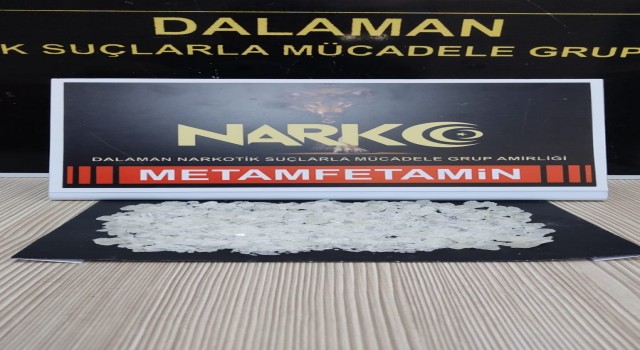 DALAMAN
K SUÇLARLA MÜCADELE GRUP
NARKO
DALAMAN NARKOTİK SUÇLARLA MÜCADELE GRUP AMİRLİĞİ
METAMFETAMİN